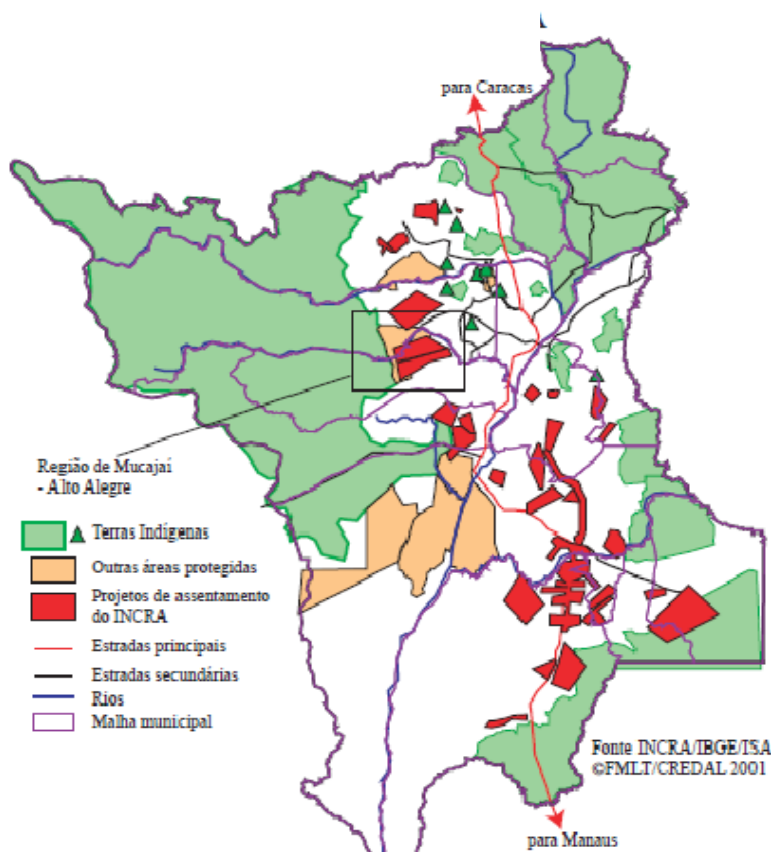 para Caracas
Região de Mucajaí
- Alto Alegre
Terras Indígenas
Outras áreas protegidas
Projetos de assentamento
do INCRA
Estradas principais
Estradas secundárias
Rios
Malha municipal
Fonte INCRA/IBGE/ISA
©FMLT/CREDAL 2001
para Manaus